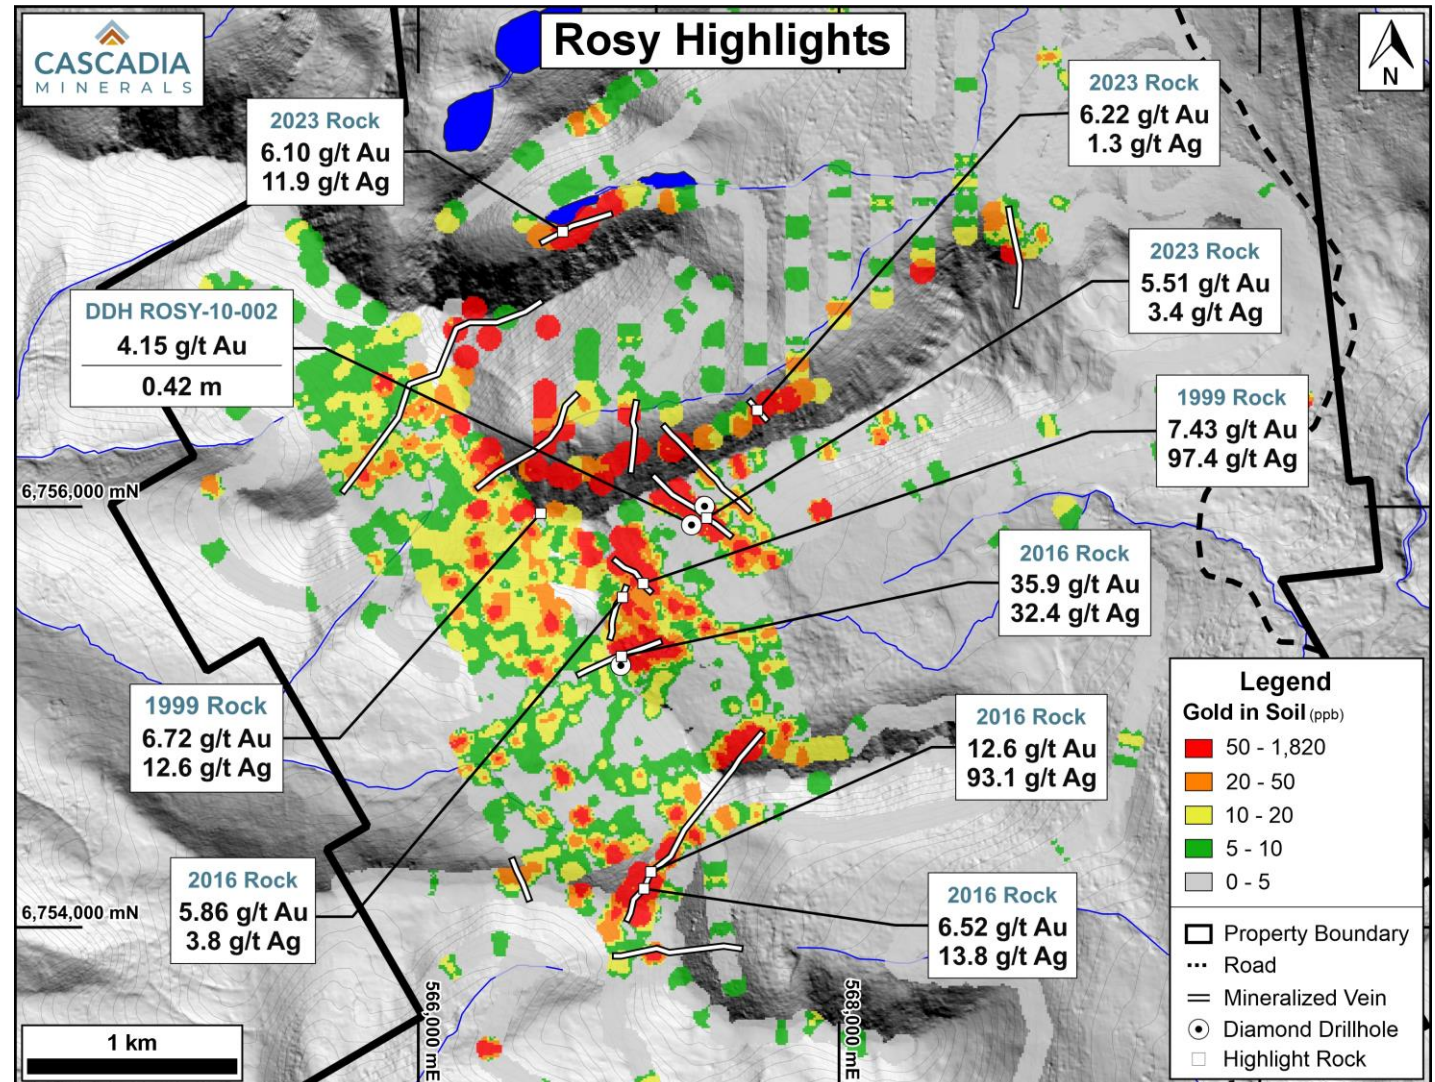 CASCADIA
MINERALS
Rosy Highlights
N
2023 Rock
6.10 g/t Au
11.9 g/t Ag
2023 Rock
6.22 g/t Au
1.3 g/t Ag
2023 Rock
5.51 g/t Au
3.4 g/t Ag
DDH ROSY-10-002
4.15 g/t Au
0.42 m
1999 Rock
7.43 g/t Au
97.4 g/t Ag
6,756,000 mN
2016 Rock
35.9 g/t Au
32.4 g/t Ag
1999 Rock
6.72 g/t Au
12.6 g/t Ag
2016 Rock
12.6 g/t Au
93.1 g/t Ag
2016 Rock
5.86 g/t Au
3.8 g/t Ag
2016 Rock
6.52 g/t Au
13.8 g/t Ag
6,754,000 mN
566,000 mE
568,000 mE
1 km
Legend
Gold in Soil (ppb)
50 - 1,820
20 - 50
10 - 20
5 - 10
0 - 5
Property Boundary
Road
Mineralized Vein
Diamond Drillhole
Highlight Rock